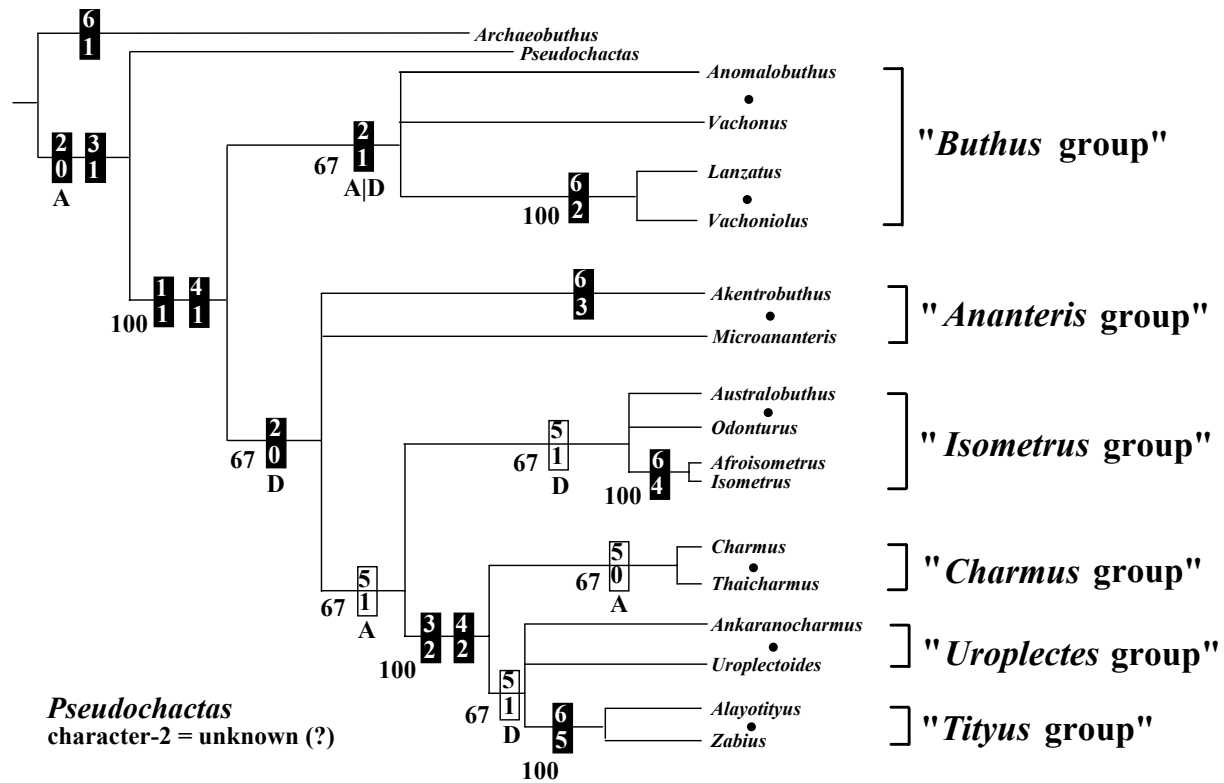 6
1
Archaeobuthus
Pseudochactas
2
0
A
3
1
Anomalobuthus
•
Vachonus
67
2
1
A|D
Lanzatus
•
Vachoniolus
100
6
2
"Buthus group"
100
1
1
4
1
6
3
Akentrobuthus
•
Microananteris
"Ananteris group"
67
2
0
D
Australobuthus
•
Odonturus
67
5
1
D
100
6
4
Afroisometrus
Isometrus
"Isometrus group"
67
5
1
A
67
5
0
A
Charmus
•
Thaicharmus
"Charmus group"
100
3
2
4
2
Ankaranocharmus
•
Uroplectoides
"Uroplectes group"
67
5
1
D
100
6
5
Alayotityus
•
Zabius
"Tityus group"
Pseudochactas
character-2 = unknown (?)